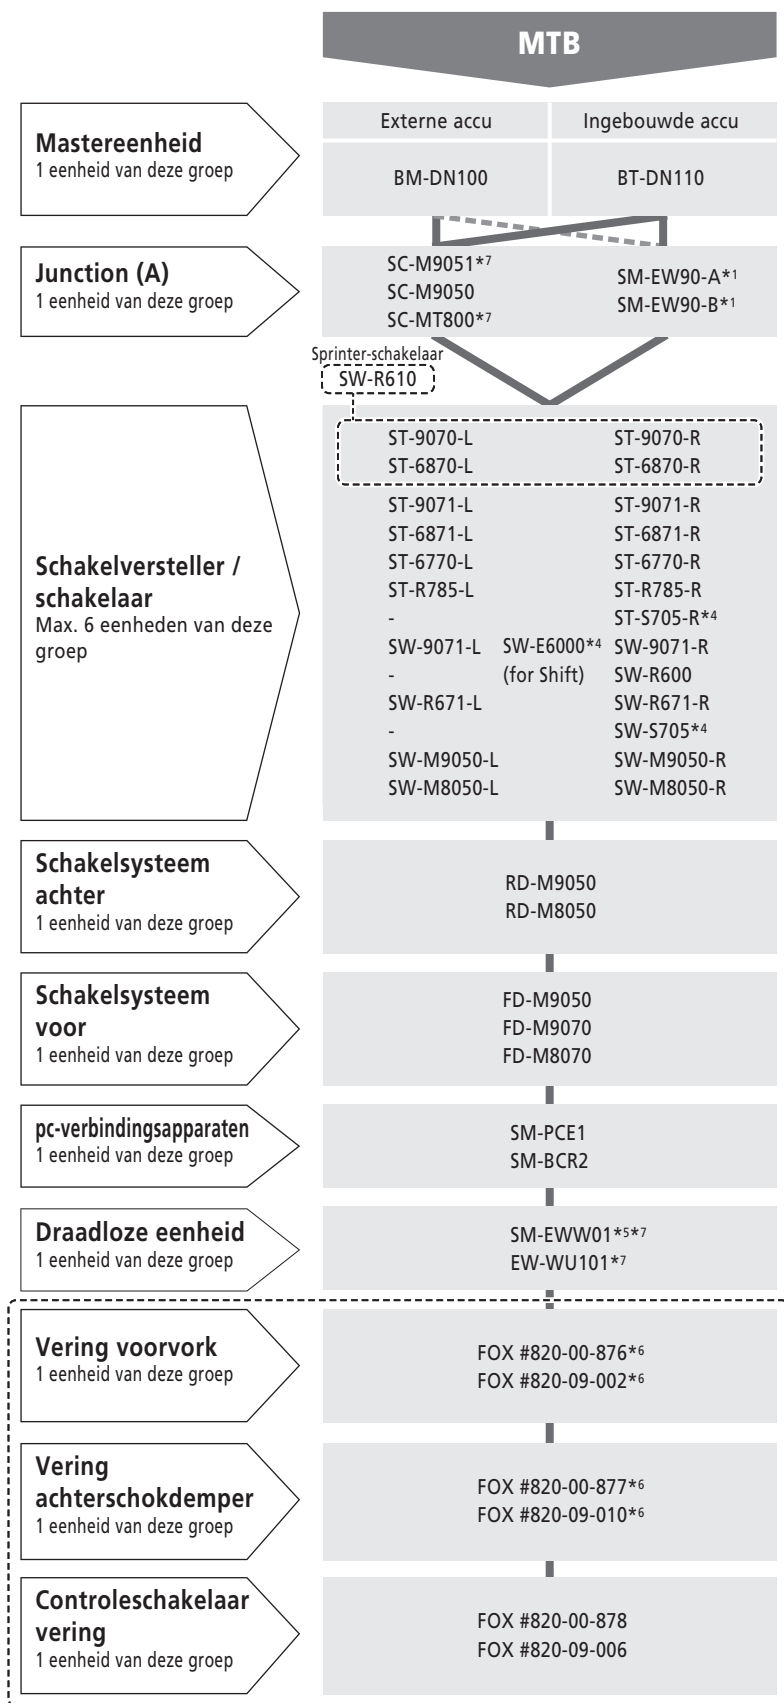 MTB
Mastereenheid
1 eenheid van deze groep
Externe accu
Ingebouwde accu
BM-DN100
BT-DN110
Junction (A)
1 eenheid van deze groep
SC-M9051*7
SC-M9050
SC-MT800*7
SM-EW90-A*1
SM-EW90-B*1
Sprinter-schakelaar
SW-R610
Schakelversteller /
schakelaar
Max. 6 eenheden van deze
groep
ST-9070-L ST-9070-R
ST-6870-L ST-6870-R
ST-9071-L ST-9071-R
ST-6871-L ST-6871-R
ST-6770-L ST-6770-R
ST-R785-L ST-R785-R
- ST-S705-R*4
SW-9071-L SW-E6000*4 SW-9071-R
- (for Shift) SW-R600
SW-R671-L SW-R671-R
- SW-S705*4
SW-M9050-L SW-M9050-R
SW-M8050-L SW-M8050-R
Schakelsysteem
achter
1 eenheid van deze groep
RD-M9050
RD-M8050
Schakelsysteem
voor
1 eenheid van deze groep
FD-M9050
FD-M9070
FD-M8070
pc-verbindingsapparaten
1 eenheid van deze groep
SM-PCE1
SM-BCR2
Draadloze eenheid
1 eenheid van deze groep
SM-EWW01*5*7
EW-WU101*7
Vering voorvork
1 eenheid van deze groep
FOX #820-00-876*6
FOX #820-09-002*6
Vering
achterschokdemper
1 eenheid van deze groep
FOX #820-00-877*6
FOX #820-09-010*6
Controleschakelaar
vering
1 eenheid van deze groep
FOX #820-00-878
FOX #820-09-006